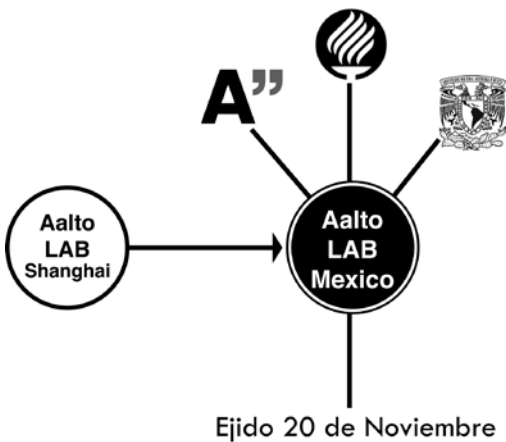 A”
Aalto
LAB
Shanghai
Aalto
LAB
Mexico
Ejido 20 de Noviembre